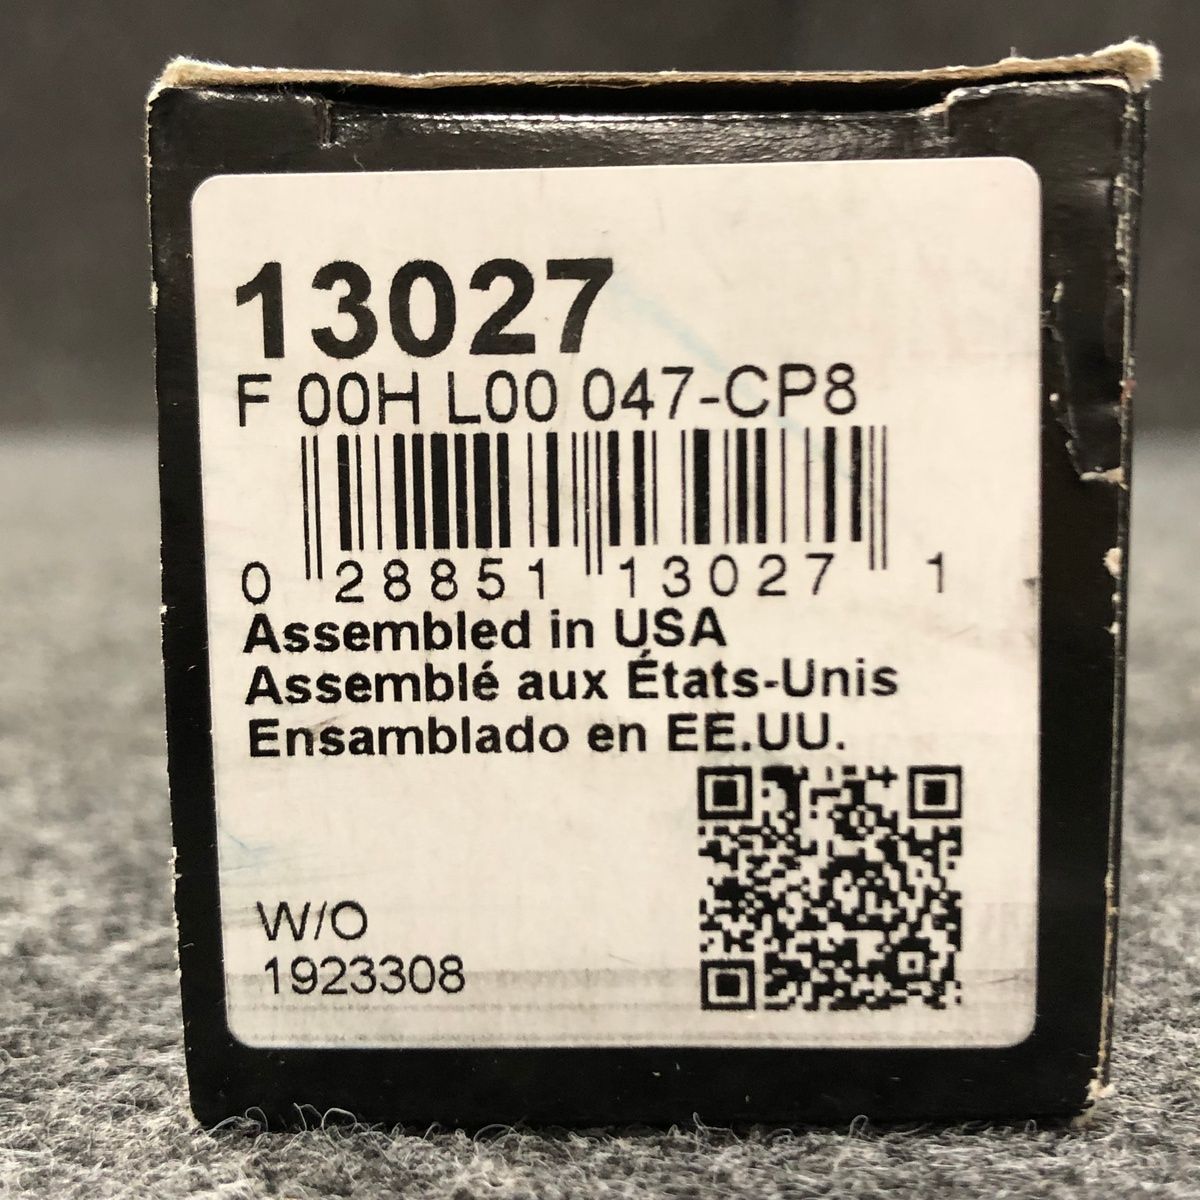 13027
F 00H L00 047-CP8
0 28851 13027 1
Assembled in USA
Assemblé aux États-Unis
Ensamblado en EE.UU.
W/O
1923308